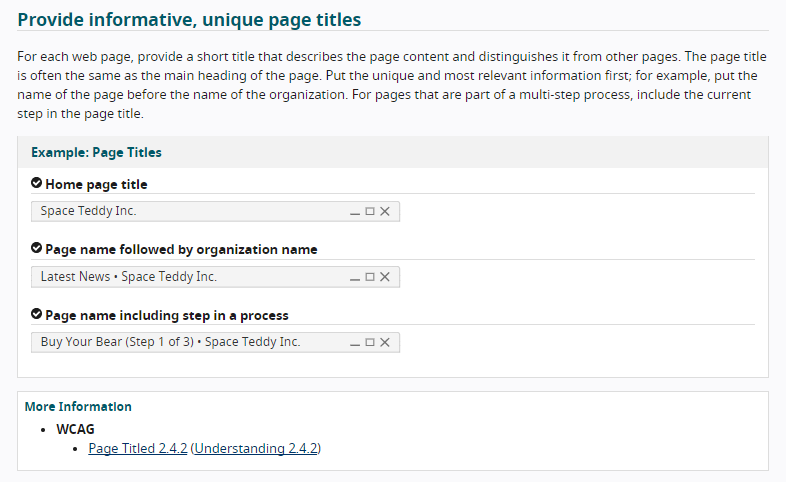 Provide informative, unique page titles
For each web page, provide a short title that describes the page content and distinguishes it from other pages. The page title
is often the same as the main heading of the page. Put the unique and most relevant information first; for example, put the
name of the page before the name of the organization. For pages that are part of a multi-step process, include the current
step in the page title.
Example: Page Titles
Home page title
Space Teddy Inc.
Page name followed by organization name
Latest News • Space Teddy Inc.
Page name including step in a process
Buy Your Bear (Step 1 of 3) • Space Teddy Inc.
More Information
• WCAG
• Page Titled 2.4.2 (Understanding 2.4.2)